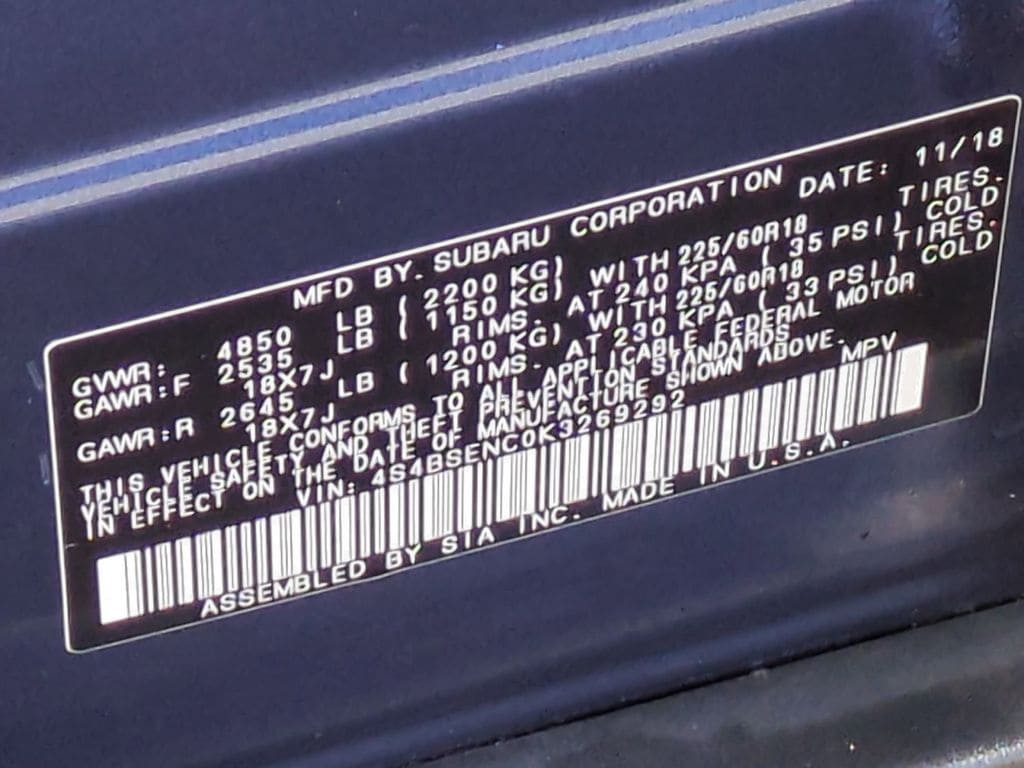 MFD BY. SUBARU CORPORATION DATE: 11/18
GVWR: 4850 LB ( 2200 KG)
GAWR:F 2535 LB ( 1150 KG) WITH 225/60R18 TIRES.
18X7J RIMS. AT 240 KPA ( 35 PSI) COLD
GAWR:R 2645 LB ( 1200 KG) WITH 225/60R18 TIRES.
18X7J RIMS. AT 230 KPA ( 33 PSI) COLD
THIS VEHICLE CONFORMS TO ALL APPLICABLE FEDERAL MOTOR
VEHICLE SAFETY AND THEFT PREVENTION STANDARDS
IN EFFECT ON THE DATE OF MANUFACTURE SHOWN ABOVE.
VIN: 4S4BSENC0K3269292 MPV
ASSEMBLED BY SIA INC. MADE IN U.S.A.